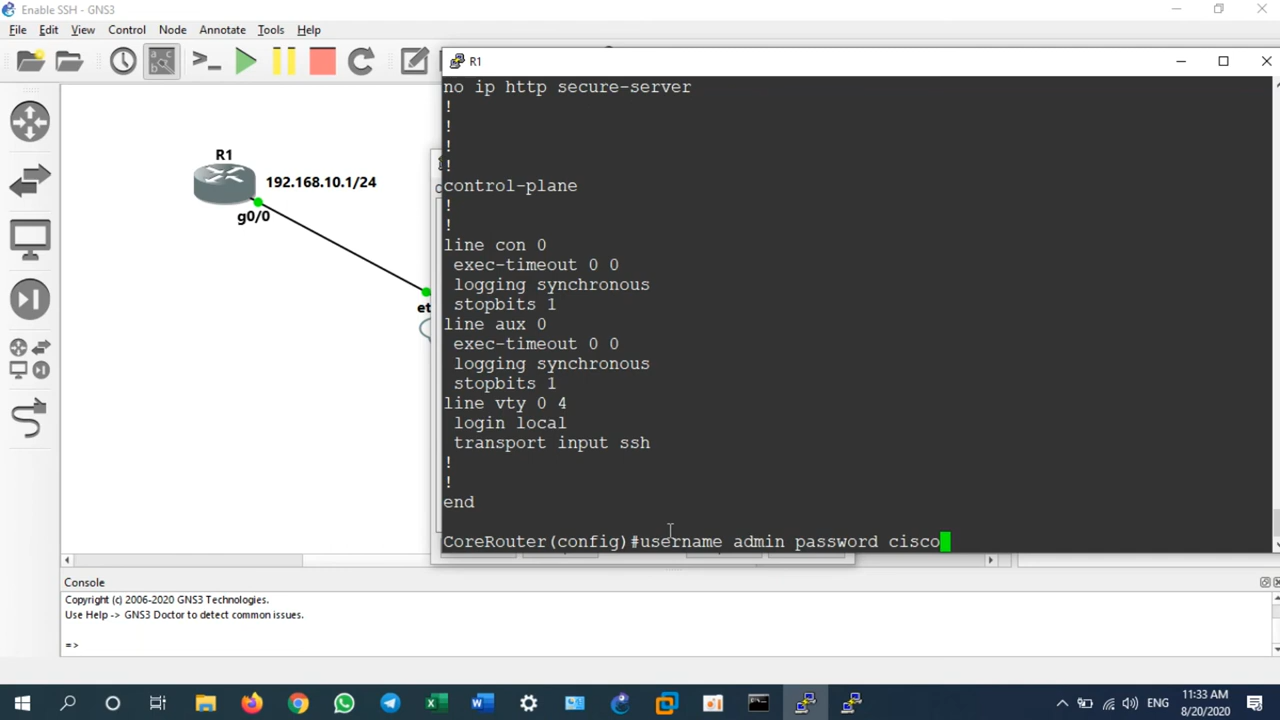 Enable SSH - GNS3
File Edit View Control Node Annotate Tools Help
R1
R1
192.168.10.1/24
g0/0
et
no ip http secure-server
!
!
!
!
control-plane
!
!
line con 0
exec-timeout 0 0
logging synchronous
stopbits 1
line aux 0
exec-timeout 0 0
logging synchronous
stopbits 1
line vty 0 4
login local
transport input ssh
!
!
end
CoreRouter(config)#username admin password cisco
Console
Copyright (c) 2006-2020 GNS3 Technologies.
Use Help -> GNS3 Doctor to detect common issues.
=>
ENG
11:33 AM
8/20/2020